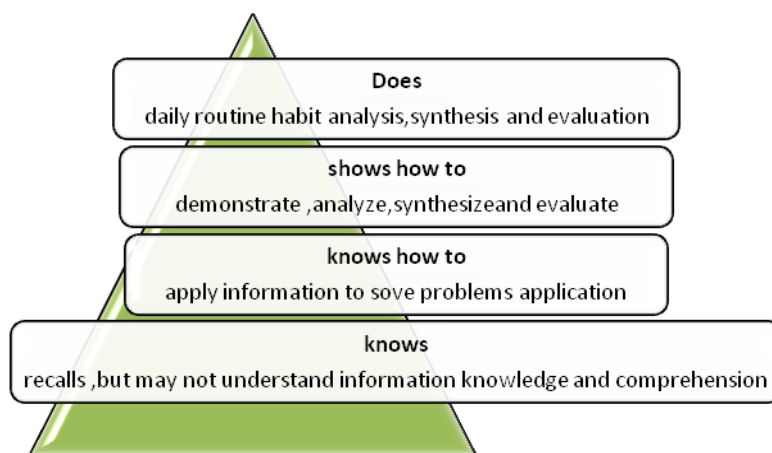 Does
daily routine habit analysis,synthesis and evaluation
shows how to
demonstrate ,analyze,synthesizeand evaluate
knows how to
apply information to sove problems application
knows
recalls ,but may not understand information knowledge and comprehension